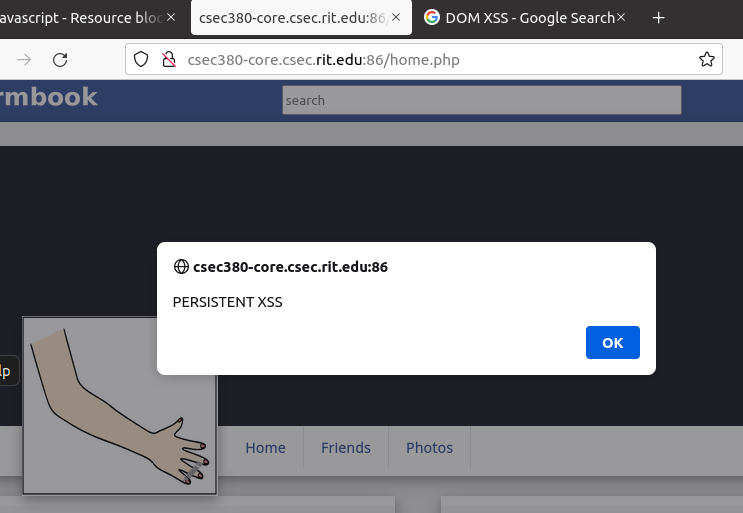 avascript - Resource bloc
csec380-core.csec.rit.edu:86/
DOM XSS - Google Search
csec380-core.csec.rit.edu:86/home.php
rmbook
search
csec380-core.csec.rit.edu:86
PERSISTENT XSS
OK
lp
Home
Friends
Photos